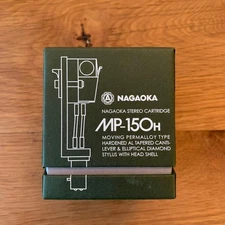 NAGAOKA
NAGAOKA STEREO CARTRIDGE
MP-150H
MOVING PERMALLOY TYPE
HARDENED AL TAPERED CANTI-
LEVER & ELLIPTICAL DIAMOND
STYLUS WITH HEAD SHELL